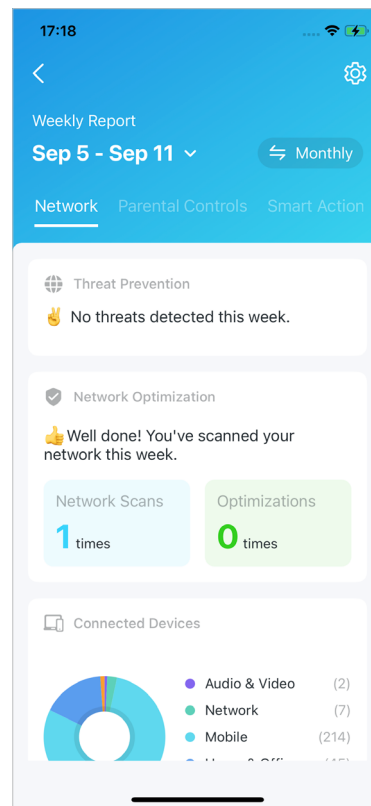 17:18
Weekly Report
Sep 5 - Sep 11
Monthly
Network Parental Controls Smart Action
Threat Prevention
No threats detected this week.
Network Optimization
Well done! You've scanned your
network this week.
Network Scans
1 times
Optimizations
0 times
Connected Devices
Audio & Video (2)
Network (7)
Mobile (214)